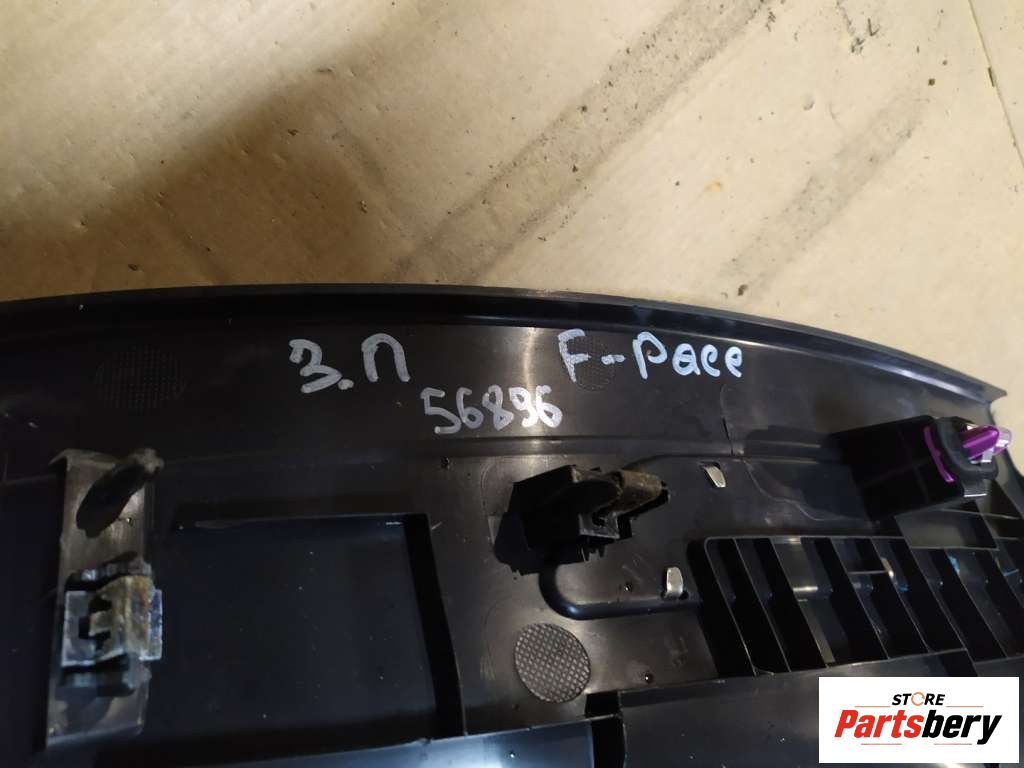 З.П
F-Pace
56896
STORE
Partsbery